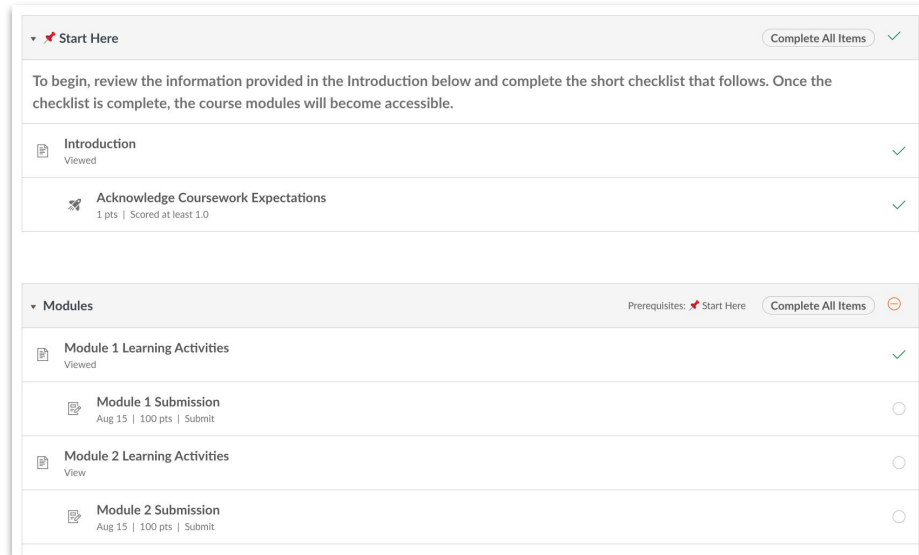 Start Here
Complete All Items
To begin, review the information provided in the Introduction below and complete the short checklist that follows. Once the
checklist is complete, the course modules will become accessible.
Introduction
Viewed
Acknowledge Coursework Expectations
1 pts | Scored at least 1.0
Modules
Prerequisites: 📌 Start Here
Complete All Items
Module 1 Learning Activities
Viewed
Module 1 Submission
Aug 15 | 100 pts | Submit
Module 2 Learning Activities
View
Module 2 Submission
Aug 15 | 100 pts | Submit